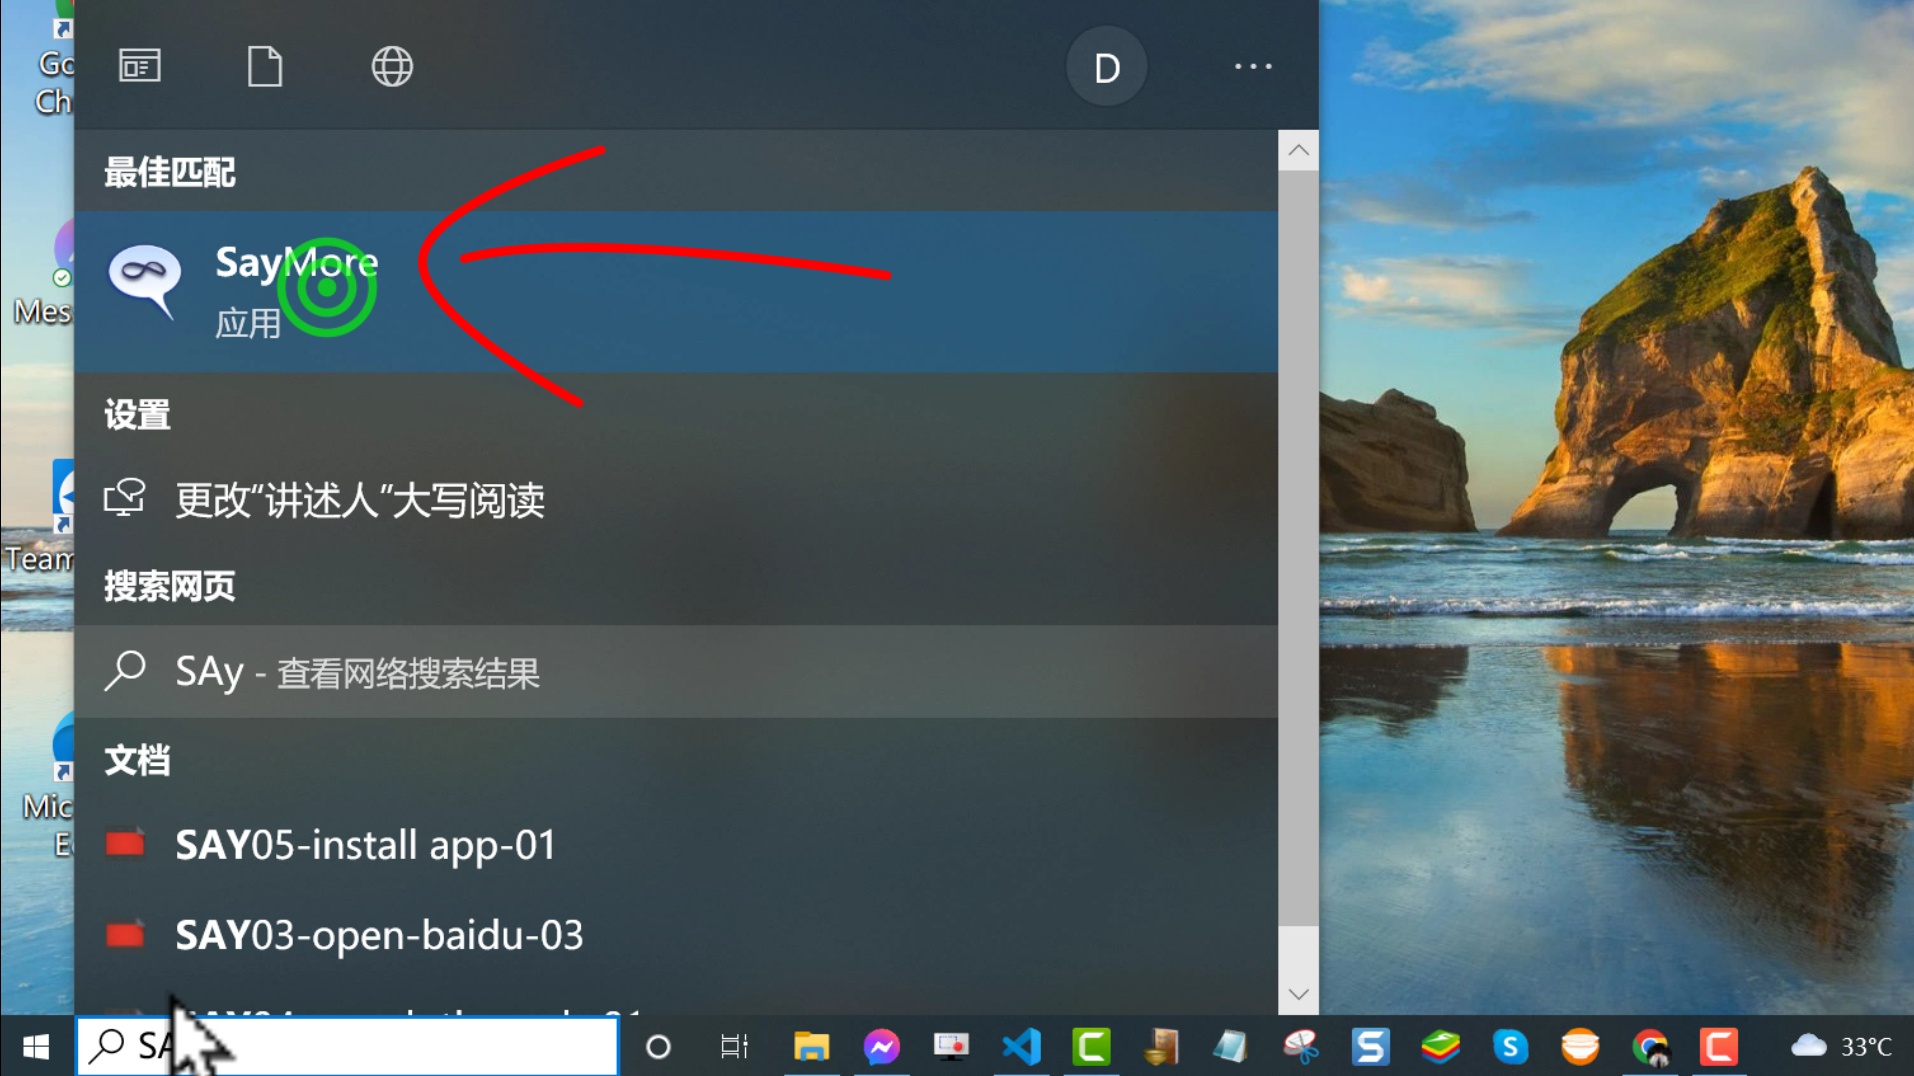 Go
Ch
D
最佳匹配
SayMore
应用
Mes
设置
更改“讲述人”大写阅读
Team
搜索网页
SAy - 查看网络搜索结果
文档
Mic
E
SAY05-install app-01
SAY03-open-baidu-03
SA
33°C